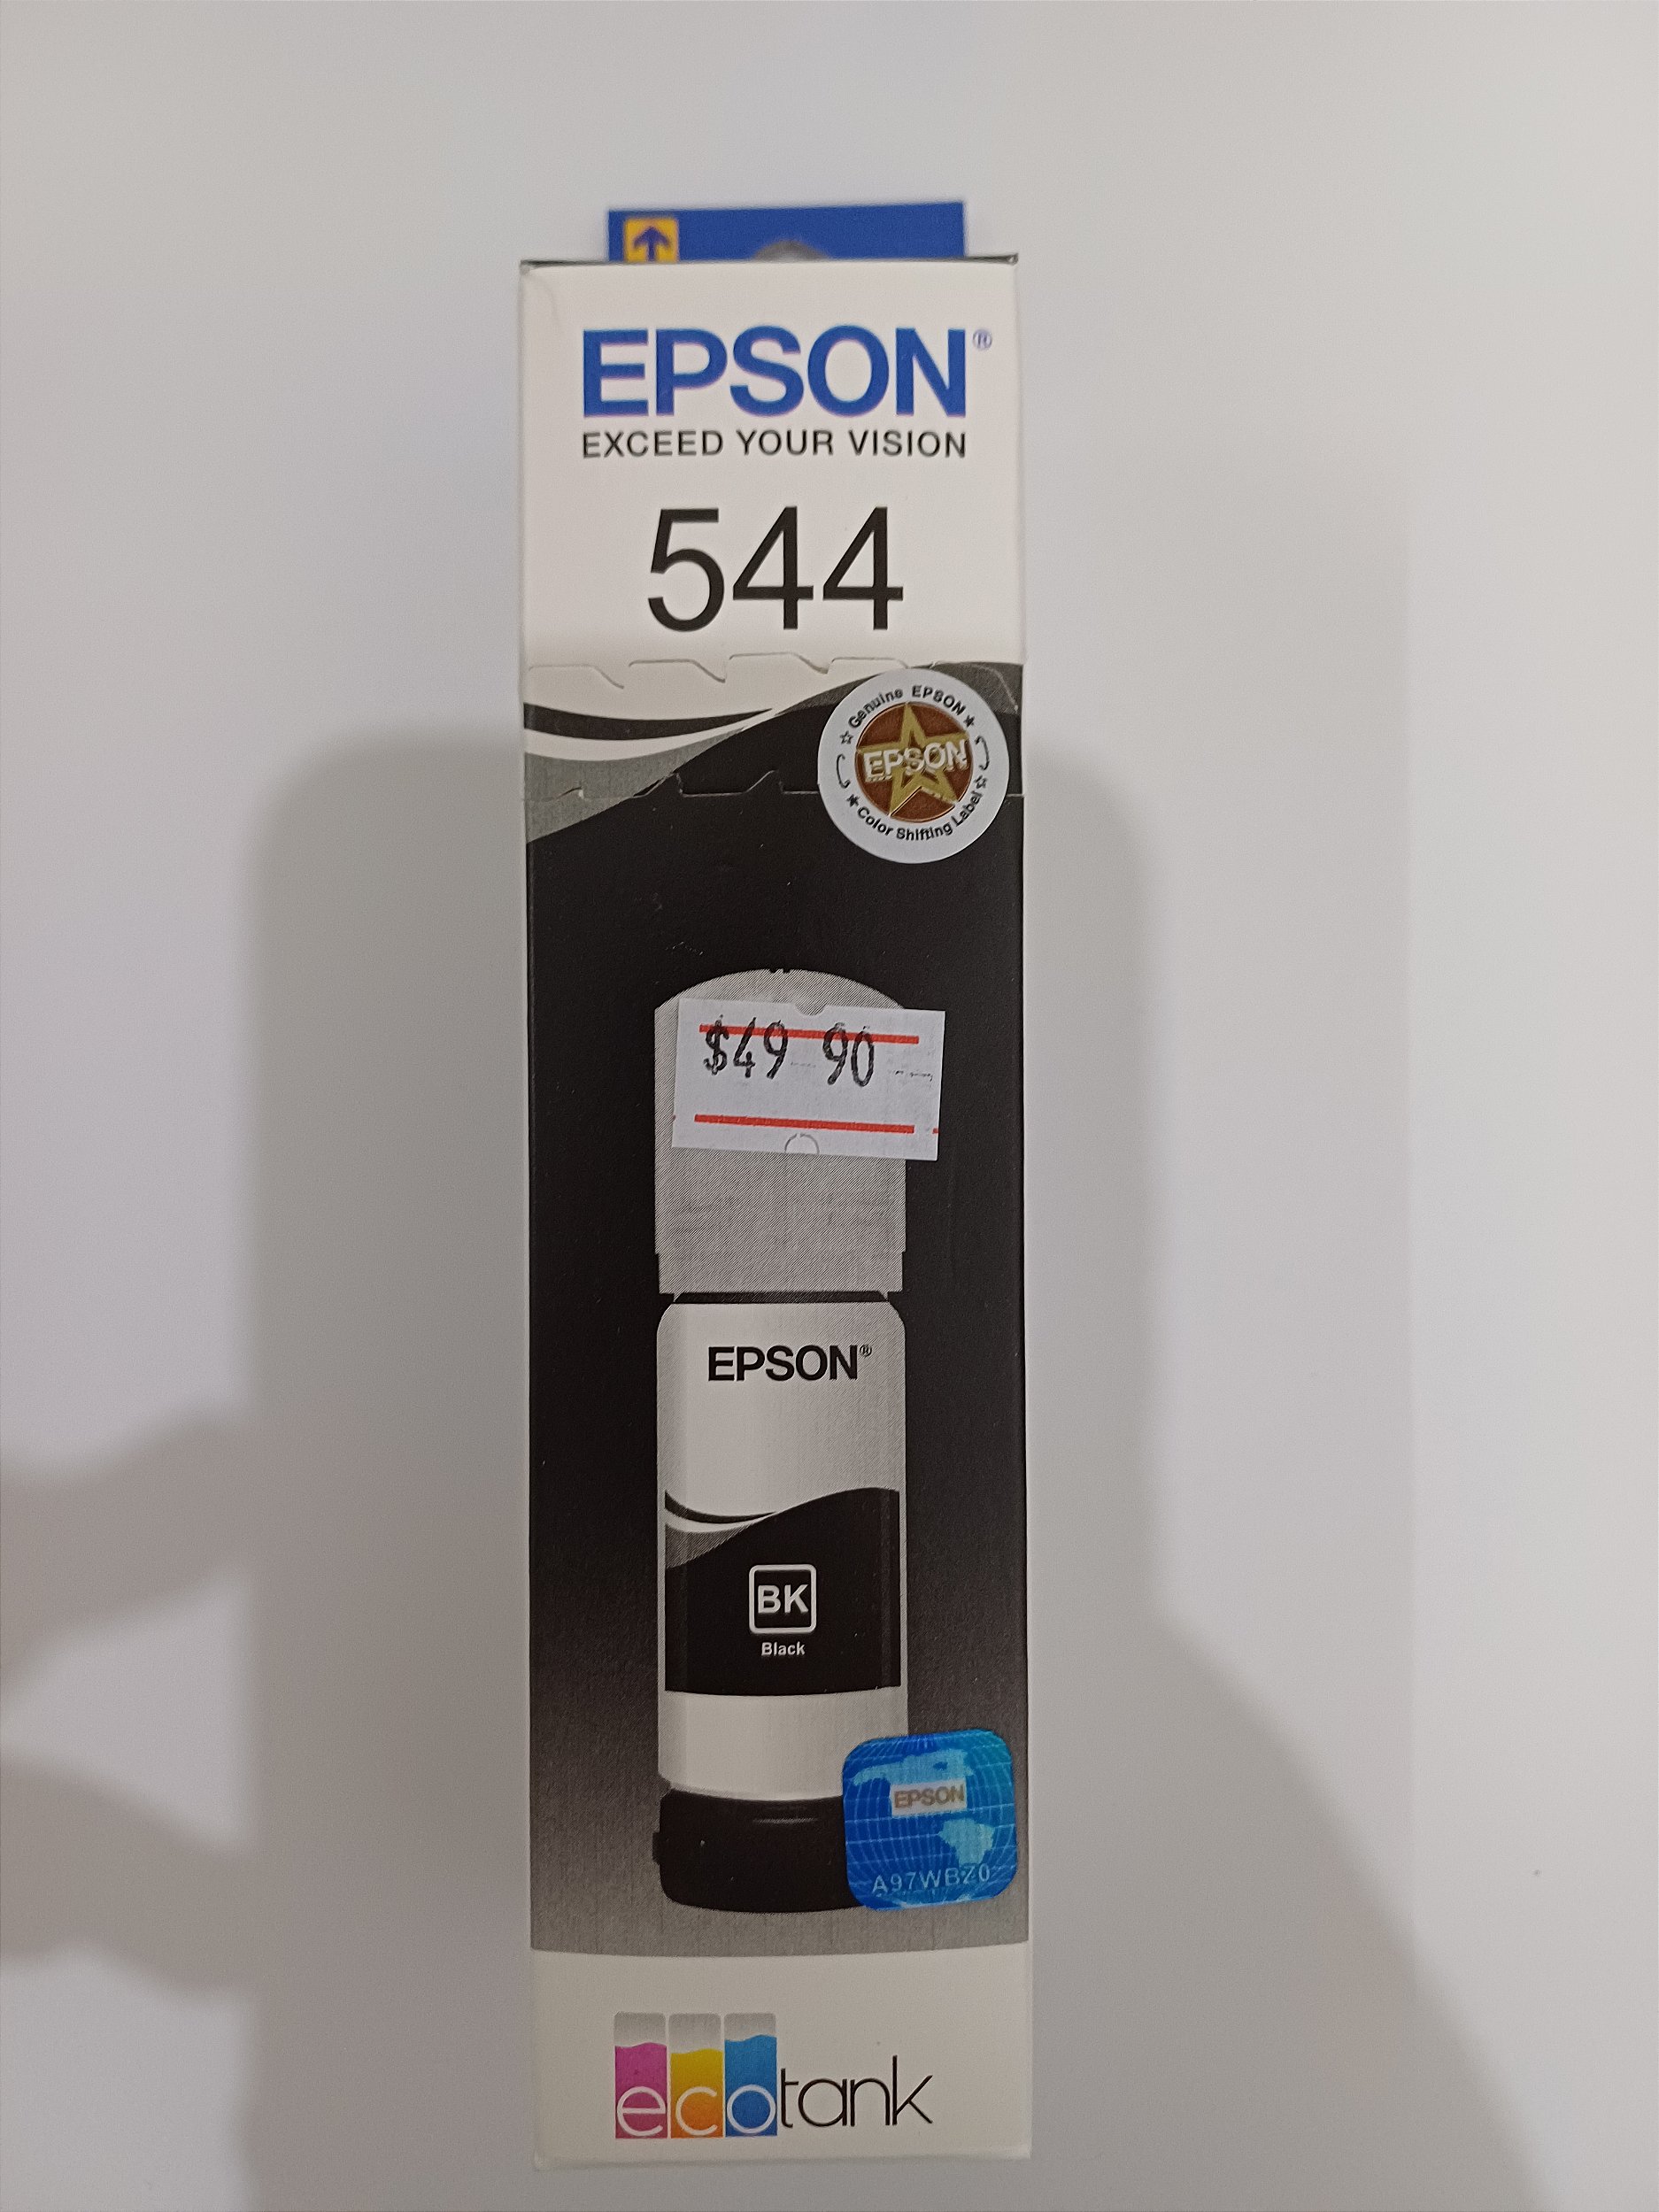 EPSON®
EXCEED YOUR VISION
544
Genuine EPSON
EPSON
Color Shifting Label
$49 90
EPSON®
BK
Black
EPSON
A97WBZ0
ecotank